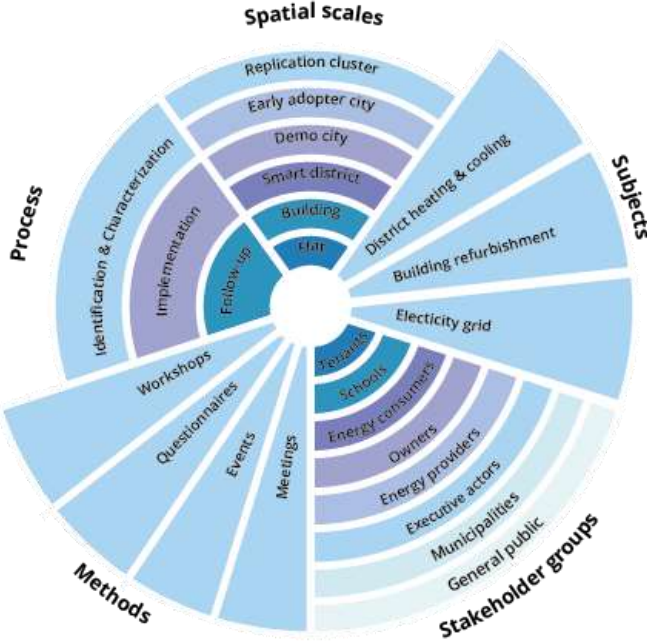 Spatial scales
Replication cluster
Early adopter city
Demo city
Smart district
Building
Flat
Subjects
District heating & cooling
Building refurbishment
Electicity grid
Stakeholder groups
Tenants
Schools
Energy consumers
Owners
Energy providers
Executive actors
Municipalities
General public
Methods
Meetings
Events
Questionnaires
Workshops
Process
Identification & Characterization
Implementation
Follow-up